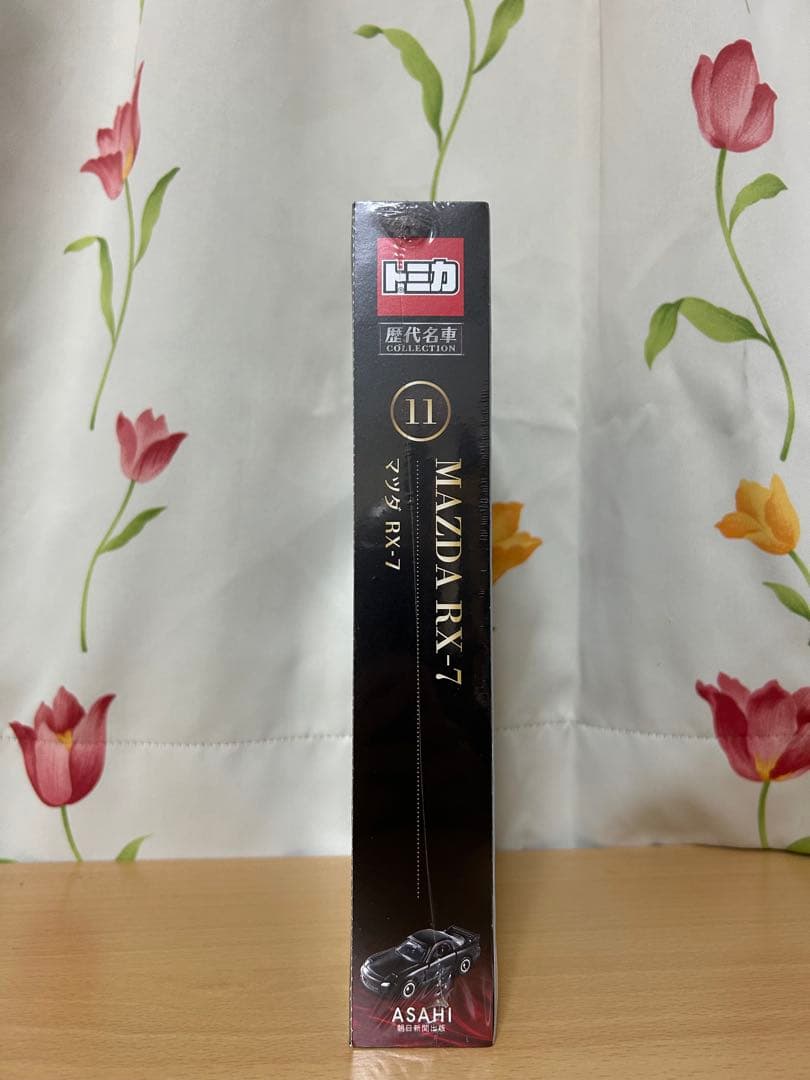 トミカ
歴代名車
COLLECTION
11
MAZDA RX-7
マツダ RX-7
ASAHI
朝日新聞出版